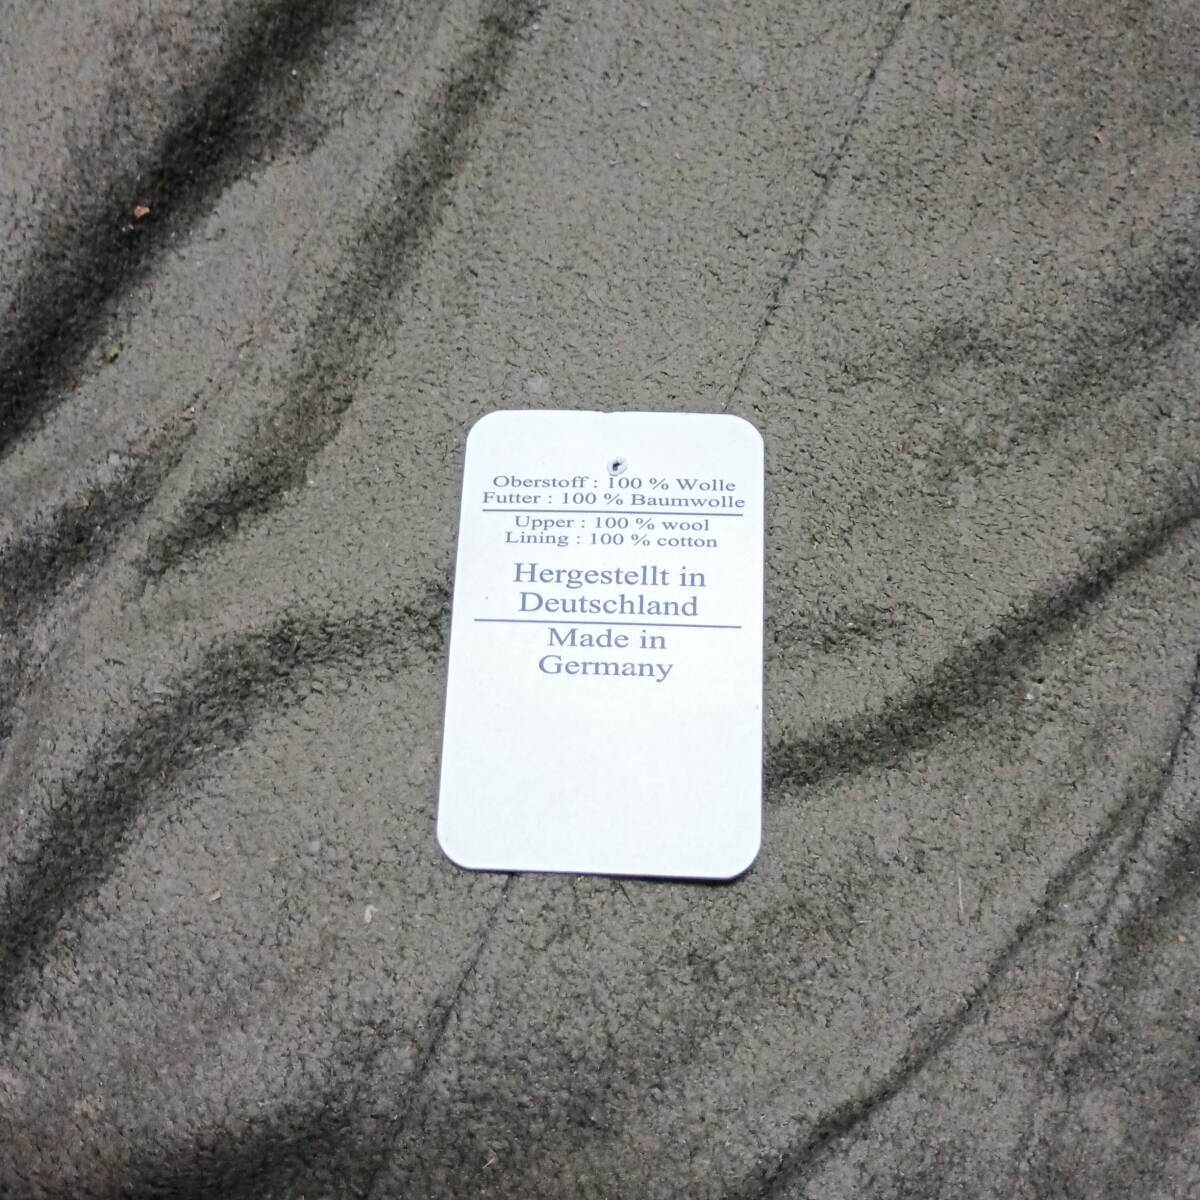 Oberstoff : 100 % Wolle
Futter : 100 % Baumwolle
Upper : 100 % wool
Lining : 100 % cotton
Hergestellt in
Deutschland
Made in
Germany